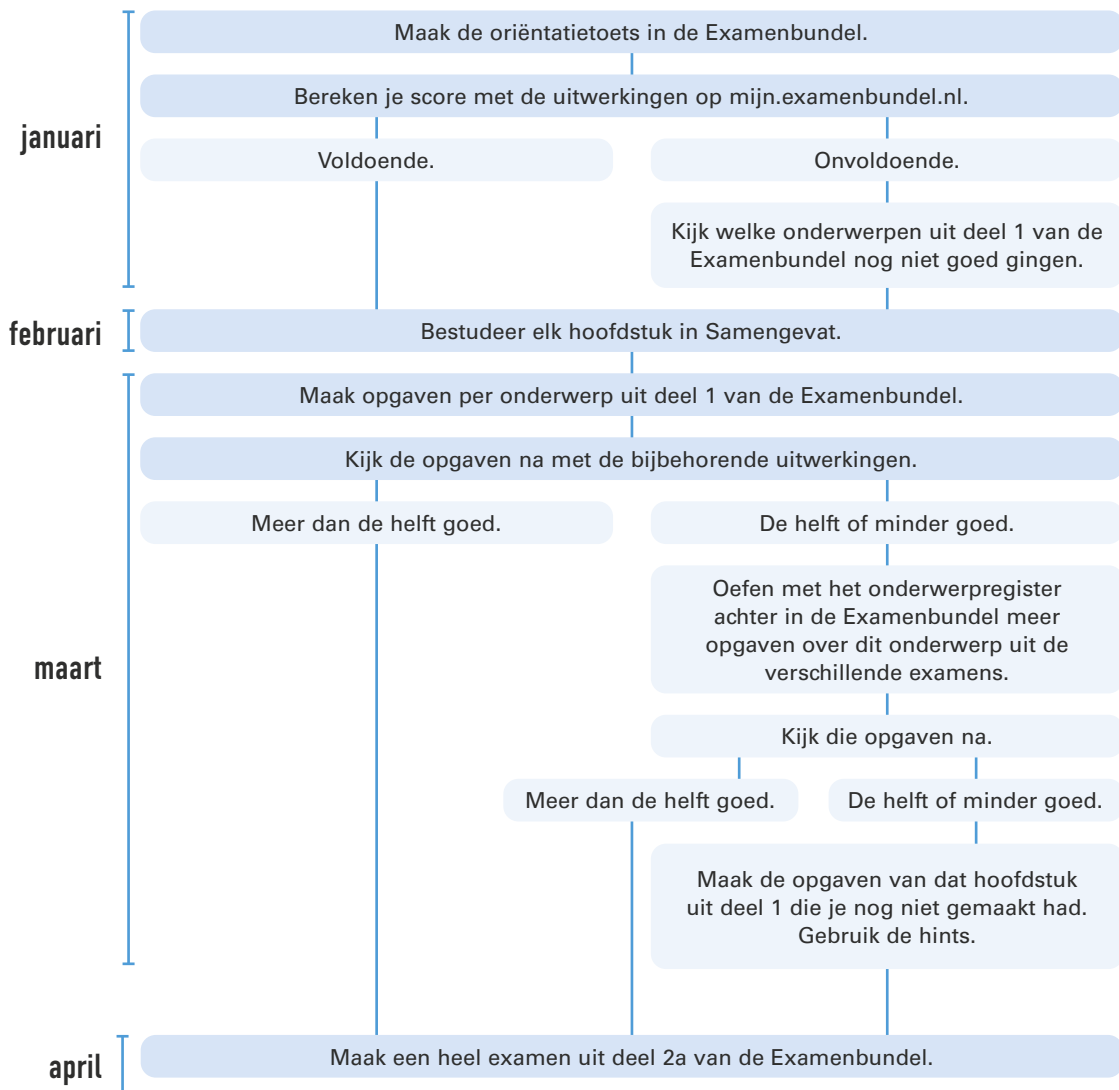 januari
Maak de oriëntatietoets in de Examenbundel.
Bereken je score met de uitwerkingen op mijn.examenbundel.nl.
Voldoende.
Onvoldoende.
Kijk welke onderwerpen uit deel 1 van de
Examenbundel nog niet goed gingen.
februari
Bestudeer elk hoofdstuk in Samengevat.
maart
Maak opgaven per onderwerp uit deel 1 van de Examenbundel.
Kijk de opgaven na met de bijbehorende uitwerkingen.
Meer dan de helft goed.
De helft of minder goed.
Oefen met het onderwerpregister
achter in de Examenbundel meer
opgaven over dit onderwerp uit de
verschillende examens.
Kijk die opgaven na.
Meer dan de helft goed.
De helft of minder goed.
Maak de opgaven van dat hoofdstuk
uit deel 1 die je nog niet gemaakt had.
Gebruik de hints.
april
Maak een heel examen uit deel 2a van de Examenbundel.